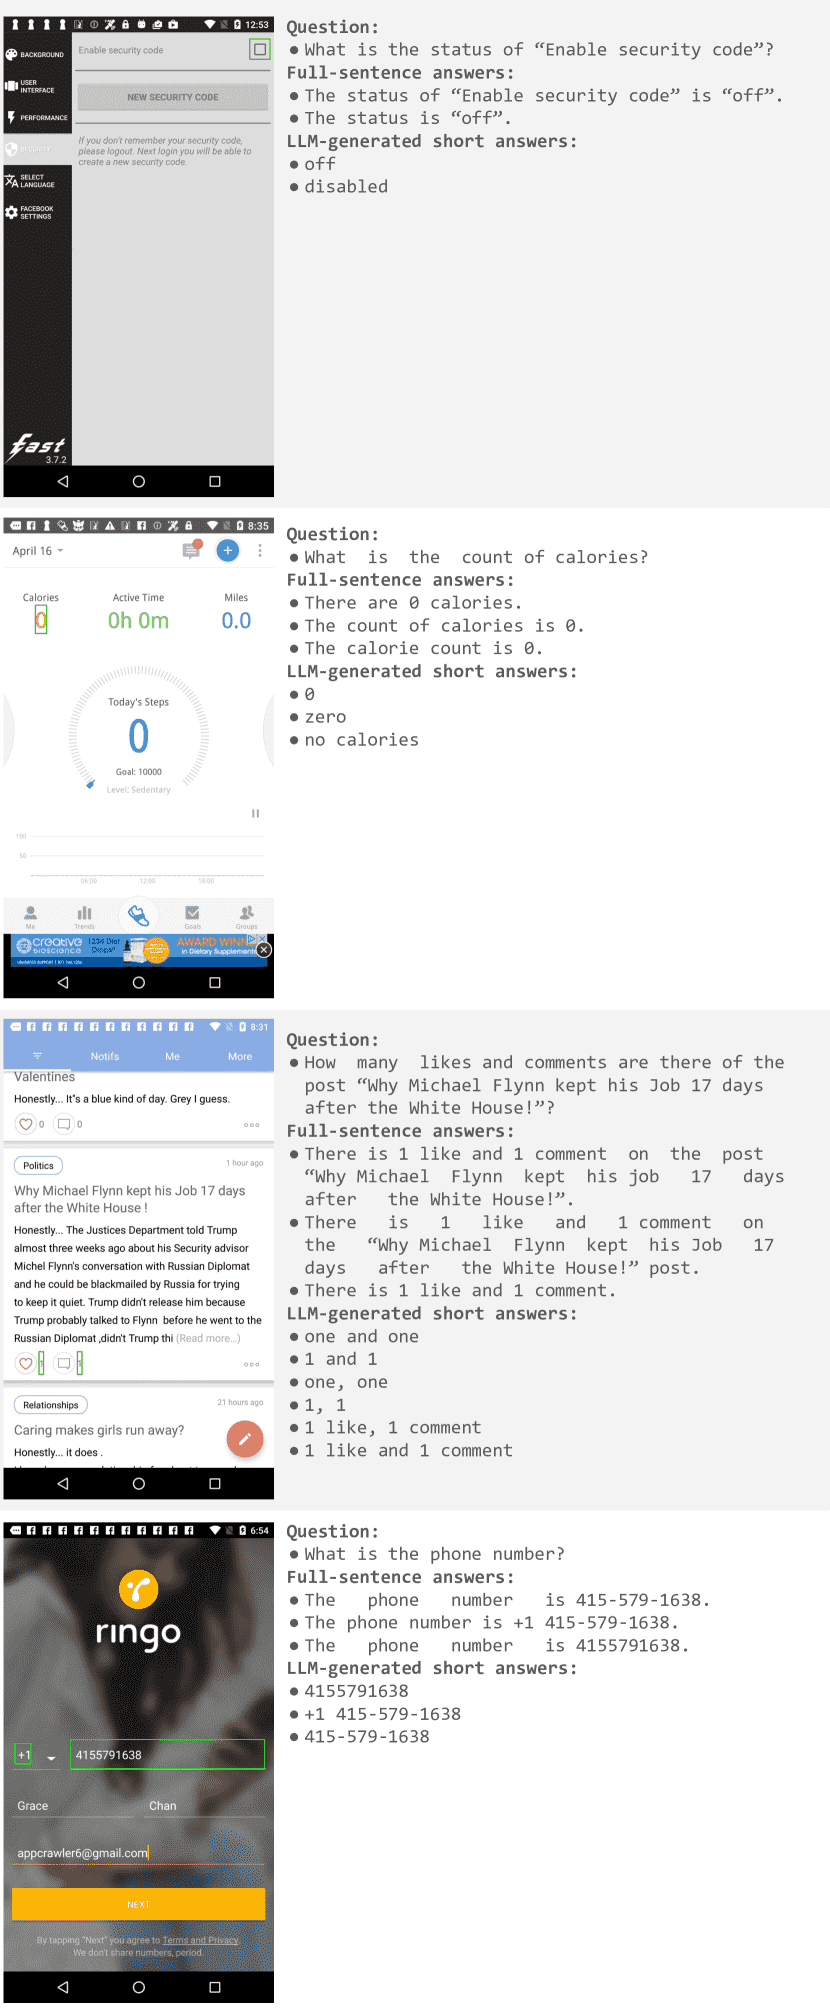 12:53
BACKGROUND
USER
INTERFACE
PERFORMANCE
SECURITY
SELECT
LANGUAGE
FACEBOOK
SETTINGS
fast
3.7.2
Enable security code
NEW SECURITY CODE
If you don't remember your security code,
please logout. Next login you will be able to
create a new security code.
Question:
● What is the status of “Enable security code”?
Full-sentence answers:
● The status of “Enable security code” is “off”.
● The status is “off”.
LLM-generated short answers:
● off
● disabled
8:35
April 16
Calories Active Time Miles
0 0h 0m 0.0
Today's Steps
0
Goal: 10000
Level: Sedentary
100
50
06:00 12:00 18:00
Me Trends Goals Groups
creative
bioscience
1234 Diet
Drops
AWARD WINN
in Dietary Supplements
Question:
● What is the count of calories?
Full-sentence answers:
● There are 0 calories.
● The count of calories is 0.
● The calorie count is 0.
LLM-generated short answers:
● 0
● zero
● no calories
8:31
Notifs Me More
Valentines
Honestly... It"s a blue kind of day. Grey I guess.
0 0
Politics 1 hour ago
Why Michael Flynn kept his Job 17 days
after the White House !
Honestly... The Justices Department told Trump
almost three weeks ago about his Security advisor
Michel Flynn's conversation with Russian Diplomat
and he could be blackmailed by Russia for trying
to keep it quiet. Trump didn't release him because
Trump probably talked to Flynn before he went to the
Russian Diplomat ,didn't Trump thi (Read more...)
1 1
Relationships 21 hours ago
Caring makes girls run away?
Honestly... it does .
Question:
● How many likes and comments are there of the
post “Why Michael Flynn kept his Job 17 days
after the White House!”?
Full-sentence answers:
● There is 1 like and 1 comment on the post
“Why Michael Flynn kept his job 17 days
after the White House!”.
● There is 1 like and 1 comment on
the “Why Michael Flynn kept his Job 17
days after the White House!” post.
● There is 1 like and 1 comment.
LLM-generated short answers:
● one and one
● 1 and 1
● one, one
● 1, 1
● 1 like, 1 comment
● 1 like and 1 comment
6:54
ringo
+1 4155791638
Grace Chan
appcrawler6@gmail.com
NEXT
By tapping "Next" you agree to Terms and Privacy.
We don't share numbers, period.
Question:
● What is the phone number?
Full-sentence answers:
● The phone number is 415-579-1638.
● The phone number is +1 415-579-1638.
● The phone number is 4155791638.
LLM-generated short answers:
● 4155791638
● +1 415-579-1638
● 415-579-1638